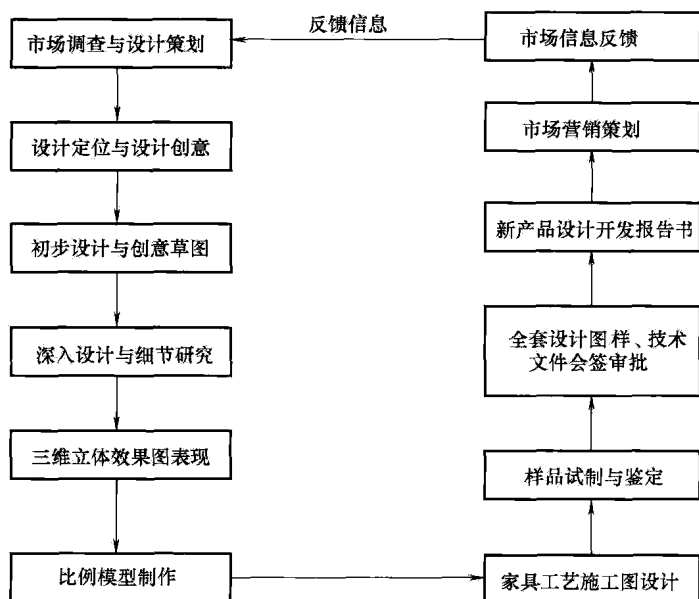 市场调查与设计策划
反馈信息
市场信息反馈
设计定位与设计创意
市场营销策划
初步设计与创意草图
新产品设计开发报告书
深入设计与细节研究
全套设计图样、技术
文件会签审批
三维立体效果图表现
样品试制与鉴定
比例模型制作
家具工艺施工图设计